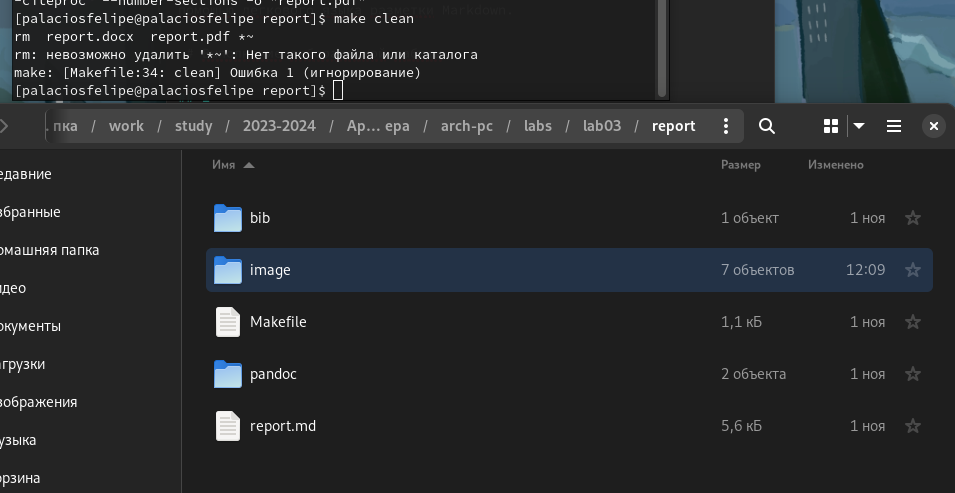 -citeproc --number-sections -o "report.pdf"
[palaciosfelipe@palaciosfelipe report]$ make clean
rm  report.docx  report.pdf *~
rm: невозможно удалить '*~': Нет такого файла или каталога
make: [Makefile:34: clean] Ошибка 1 (игнорирование)
[palaciosfelipe@palaciosfelipe report]$
пка / work / study / 2023-2024 / Ар… ера / arch-pc / labs / lab03 / report
Имя Размер Изменено
едавние
bib 1 объект 1 ноя
збранные
омашняя папка
image 7 объектов 12:09
идео
окументы
Makefile 1,1 кБ 1 ноя
агрузки
pandoc 2 объекта 1 ноя
зображения
узыка
report.md 5,6 кБ 1 ноя
орзина